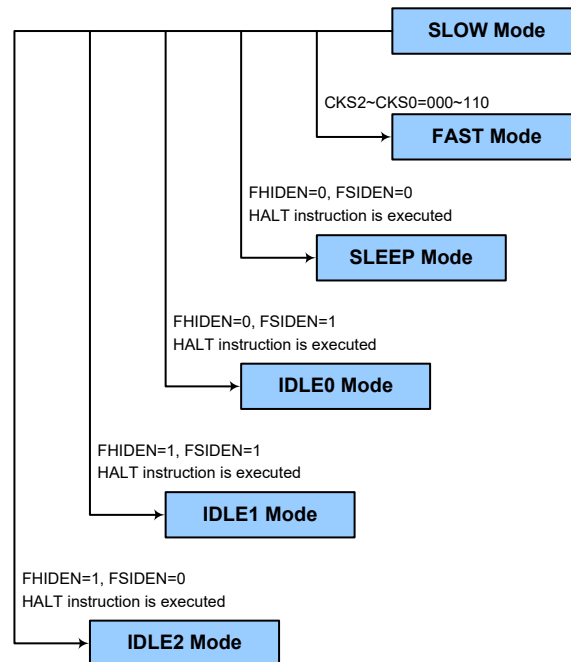 SLOW Mode
CKS2~CKS0=000~110
FAST Mode
FHIDEN=0, FSIDEN=0
HALT instruction is executed
SLEEP Mode
FHIDEN=0, FSIDEN=1
HALT instruction is executed
IDLE0 Mode
FHIDEN=1, FSIDEN=1
HALT instruction is executed
IDLE1 Mode
FHIDEN=1, FSIDEN=0
HALT instruction is executed
IDLE2 Mode